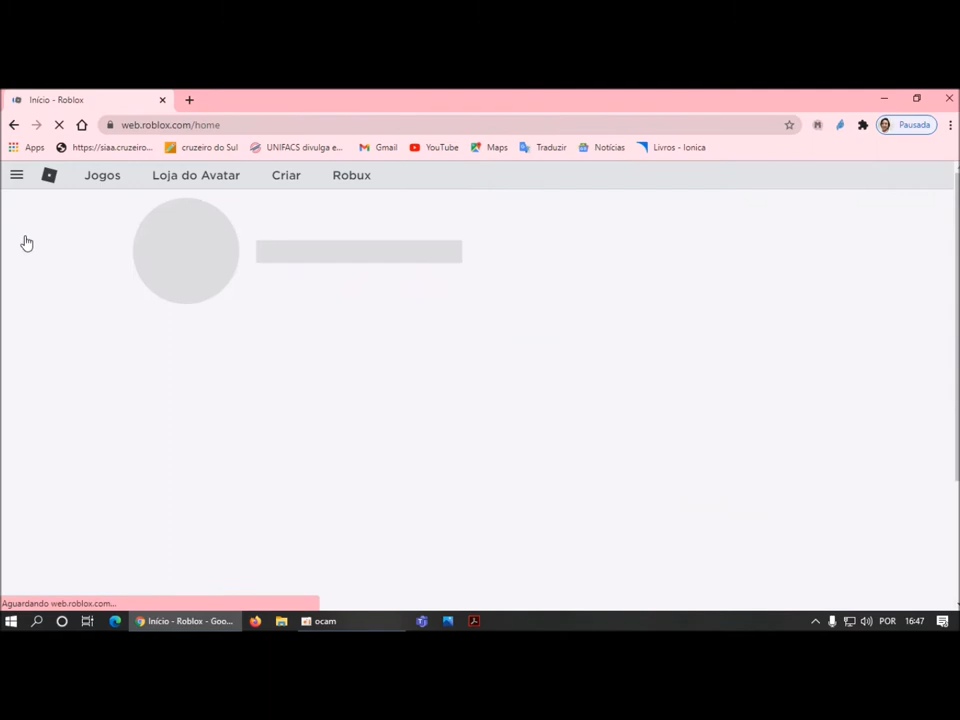 Início - Roblox
web.roblox.com/home
Pausada
Apps
https://siaa.cruzeiro...
cruzeiro do Sul
UNIFACS divulga e...
Gmail
YouTube
Maps
Traduzir
Notícias
Livros - Ionica
Jogos
Loja do Avatar
Criar
Robux
Aguardando web.roblox.com...
Início - Roblox - Goo...
ocam
POR
16:47